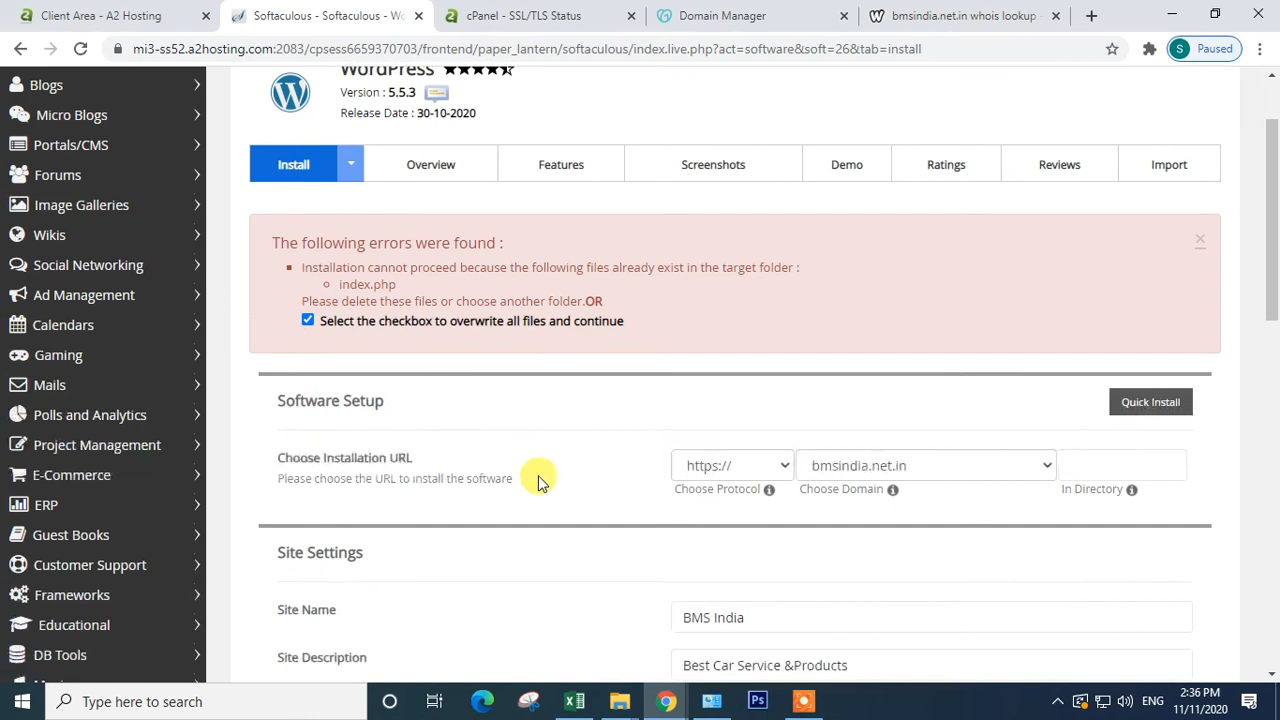 Client Area - A2 Hosting
Softaculous - Softaculous - Wo
cPanel - SSL/TLS Status
Domain Manager
bmsindia.net.in whois lookup -
mi3-ss52.a2hosting.com:2083/cpsess6659370703/frontend/paper_lantern/softaculous/index.live.php?act=software&soft=26&tab=install
S Paused
Blogs
Micro Blogs
Portals/CMS
Forums
Image Galleries
Wikis
Social Networking
Ad Management
Calendars
Gaming
Mails
Polls and Analytics
Project Management
E-Commerce
ERP
Guest Books
Customer Support
Frameworks
Educational
DB Tools
WordPress
Version : 5.5.3
Release Date : 30-10-2020
Install
Overview
Features
Screenshots
Demo
Ratings
Reviews
Import
The following errors were found :
Installation cannot proceed because the following files already exist in the target folder :
index.php
Please delete these files or choose another folder.OR
Select the checkbox to overwrite all files and continue
Software Setup
Quick Install
Choose Installation URL
Please choose the URL to install the software
https://
bmsindia.net.in
Choose Protocol
Choose Domain
In Directory
Site Settings
Site Name
BMS India
Site Description
Best Car Service &Products
Type here to search
Ps
ENG
2:36 PM
11/11/2020